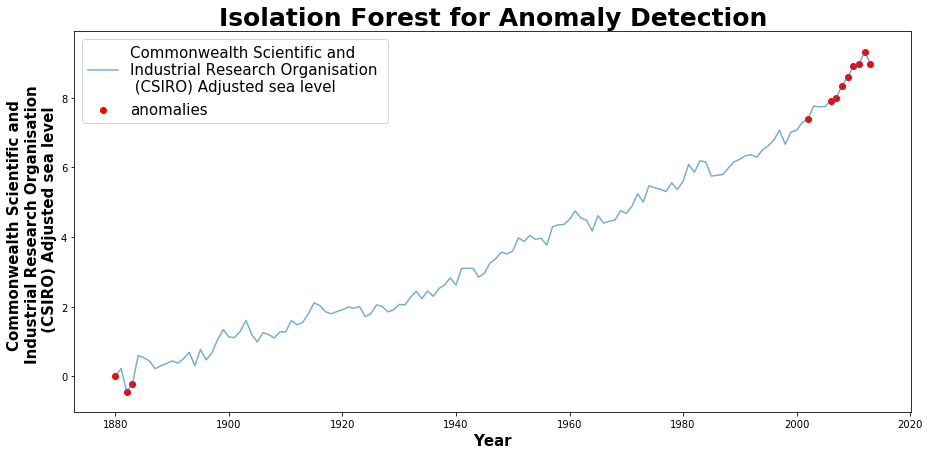 Isolation Forest for Anomaly Detection
Commonwealth Scientific and
Industrial Research Organisation
(CSIRO) Adjusted sea level
anomalies
Commonwealth Scientific and
Industrial Research Organisation
(CSIRO) Adjusted sea level
8
6
4
2
0
1880 1900 1920 1940 1960 1980 2000 2020
Year